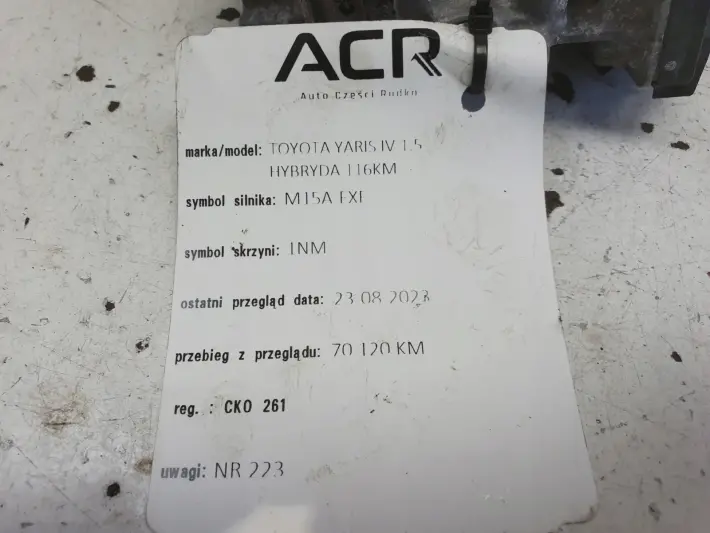 ACR
Auto Części Rodko
marka/model: TOYOTA YARIS IV 1.5
HYBRYDA 116KM
symbol silnika: M15A FXE
symbol skrzyni: 1NM
ostatni przegląd data: 23 08 2023
przebieg z przeglądu: 70 120 KM
reg. : CKO 261
uwagi: NR 223